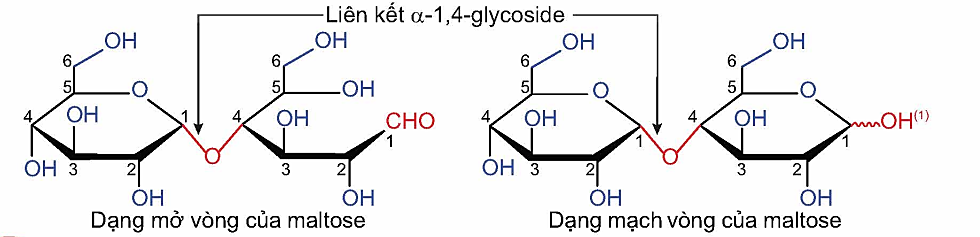 Liên kết α-1,4-glycoside
OH OH OH OH
6 6 6 6
5 O 5 OH 5 O 5 O
4 OH 1 4 OH CHO 4 OH 1 4 OH 1 OH(1)
1
O O
OH 3 2 3 2 OH 3 2 3 2
OH OH OH OH
Dạng mở vòng của maltose Dạng mạch vòng của maltose